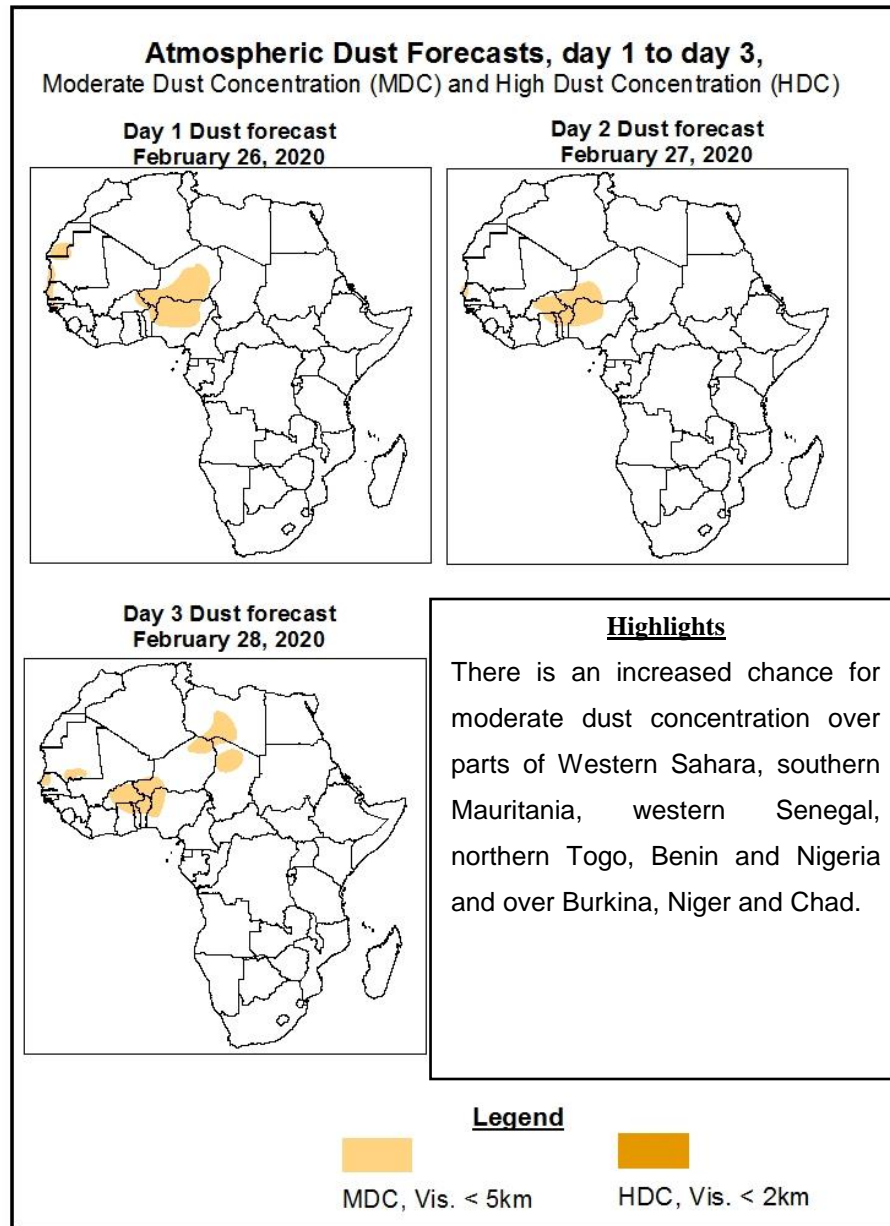 Atmospheric Dust Forecasts, day 1 to day 3,
Moderate Dust Concentration (MDC) and High Dust Concentration (HDC)
Day 1 Dust forecast
February 26, 2020
Day 2 Dust forecast
February 27, 2020
Day 3 Dust forecast
February 28, 2020
Highlights
There is an increased chance for
moderate dust concentration over
parts of Western Sahara, southern
Mauritania, western Senegal,
northern Togo, Benin and Nigeria
and over Burkina, Niger and Chad.
Legend
MDC, Vis. < 5km
HDC, Vis. < 2km